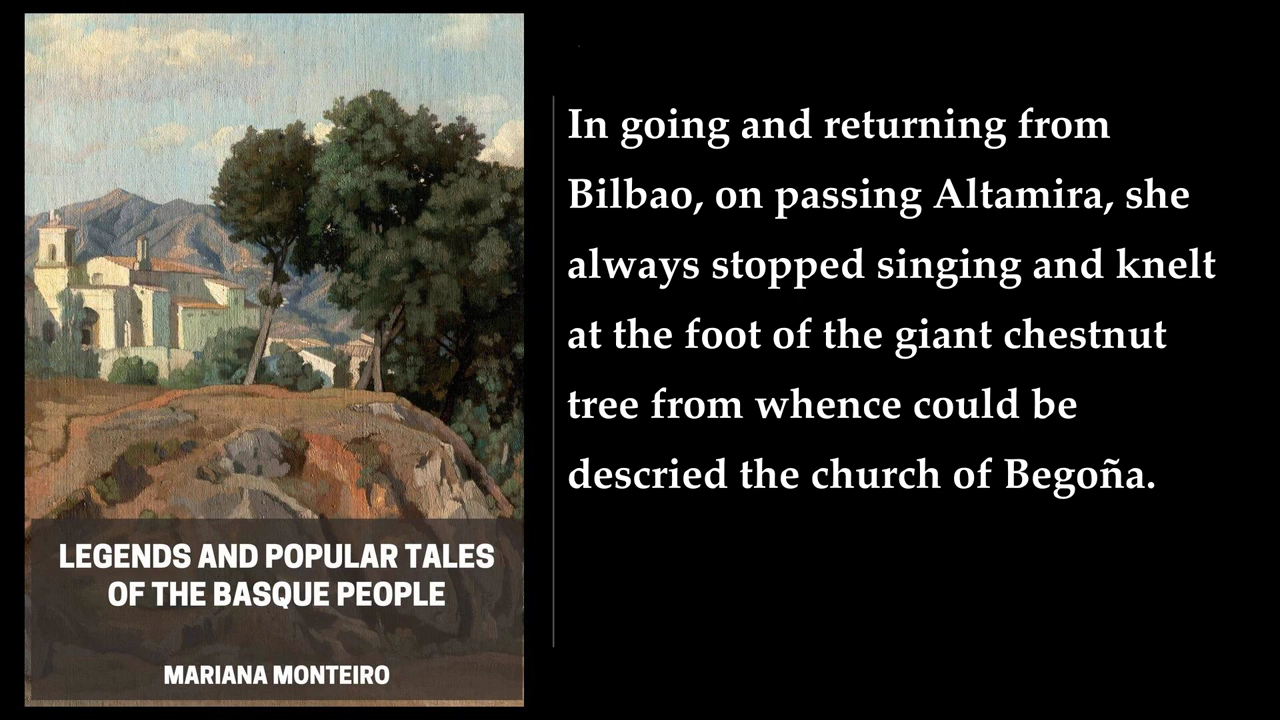 In going and returning from
Bilbao, on passing Altamira, she
always stopped singing and knelt
at the foot of the giant chestnut
tree from whence could be
descried the church of Begoña.
LEGENDS AND POPULAR TALES
OF THE BASQUE PEOPLE
MARIANA MONTEIRO